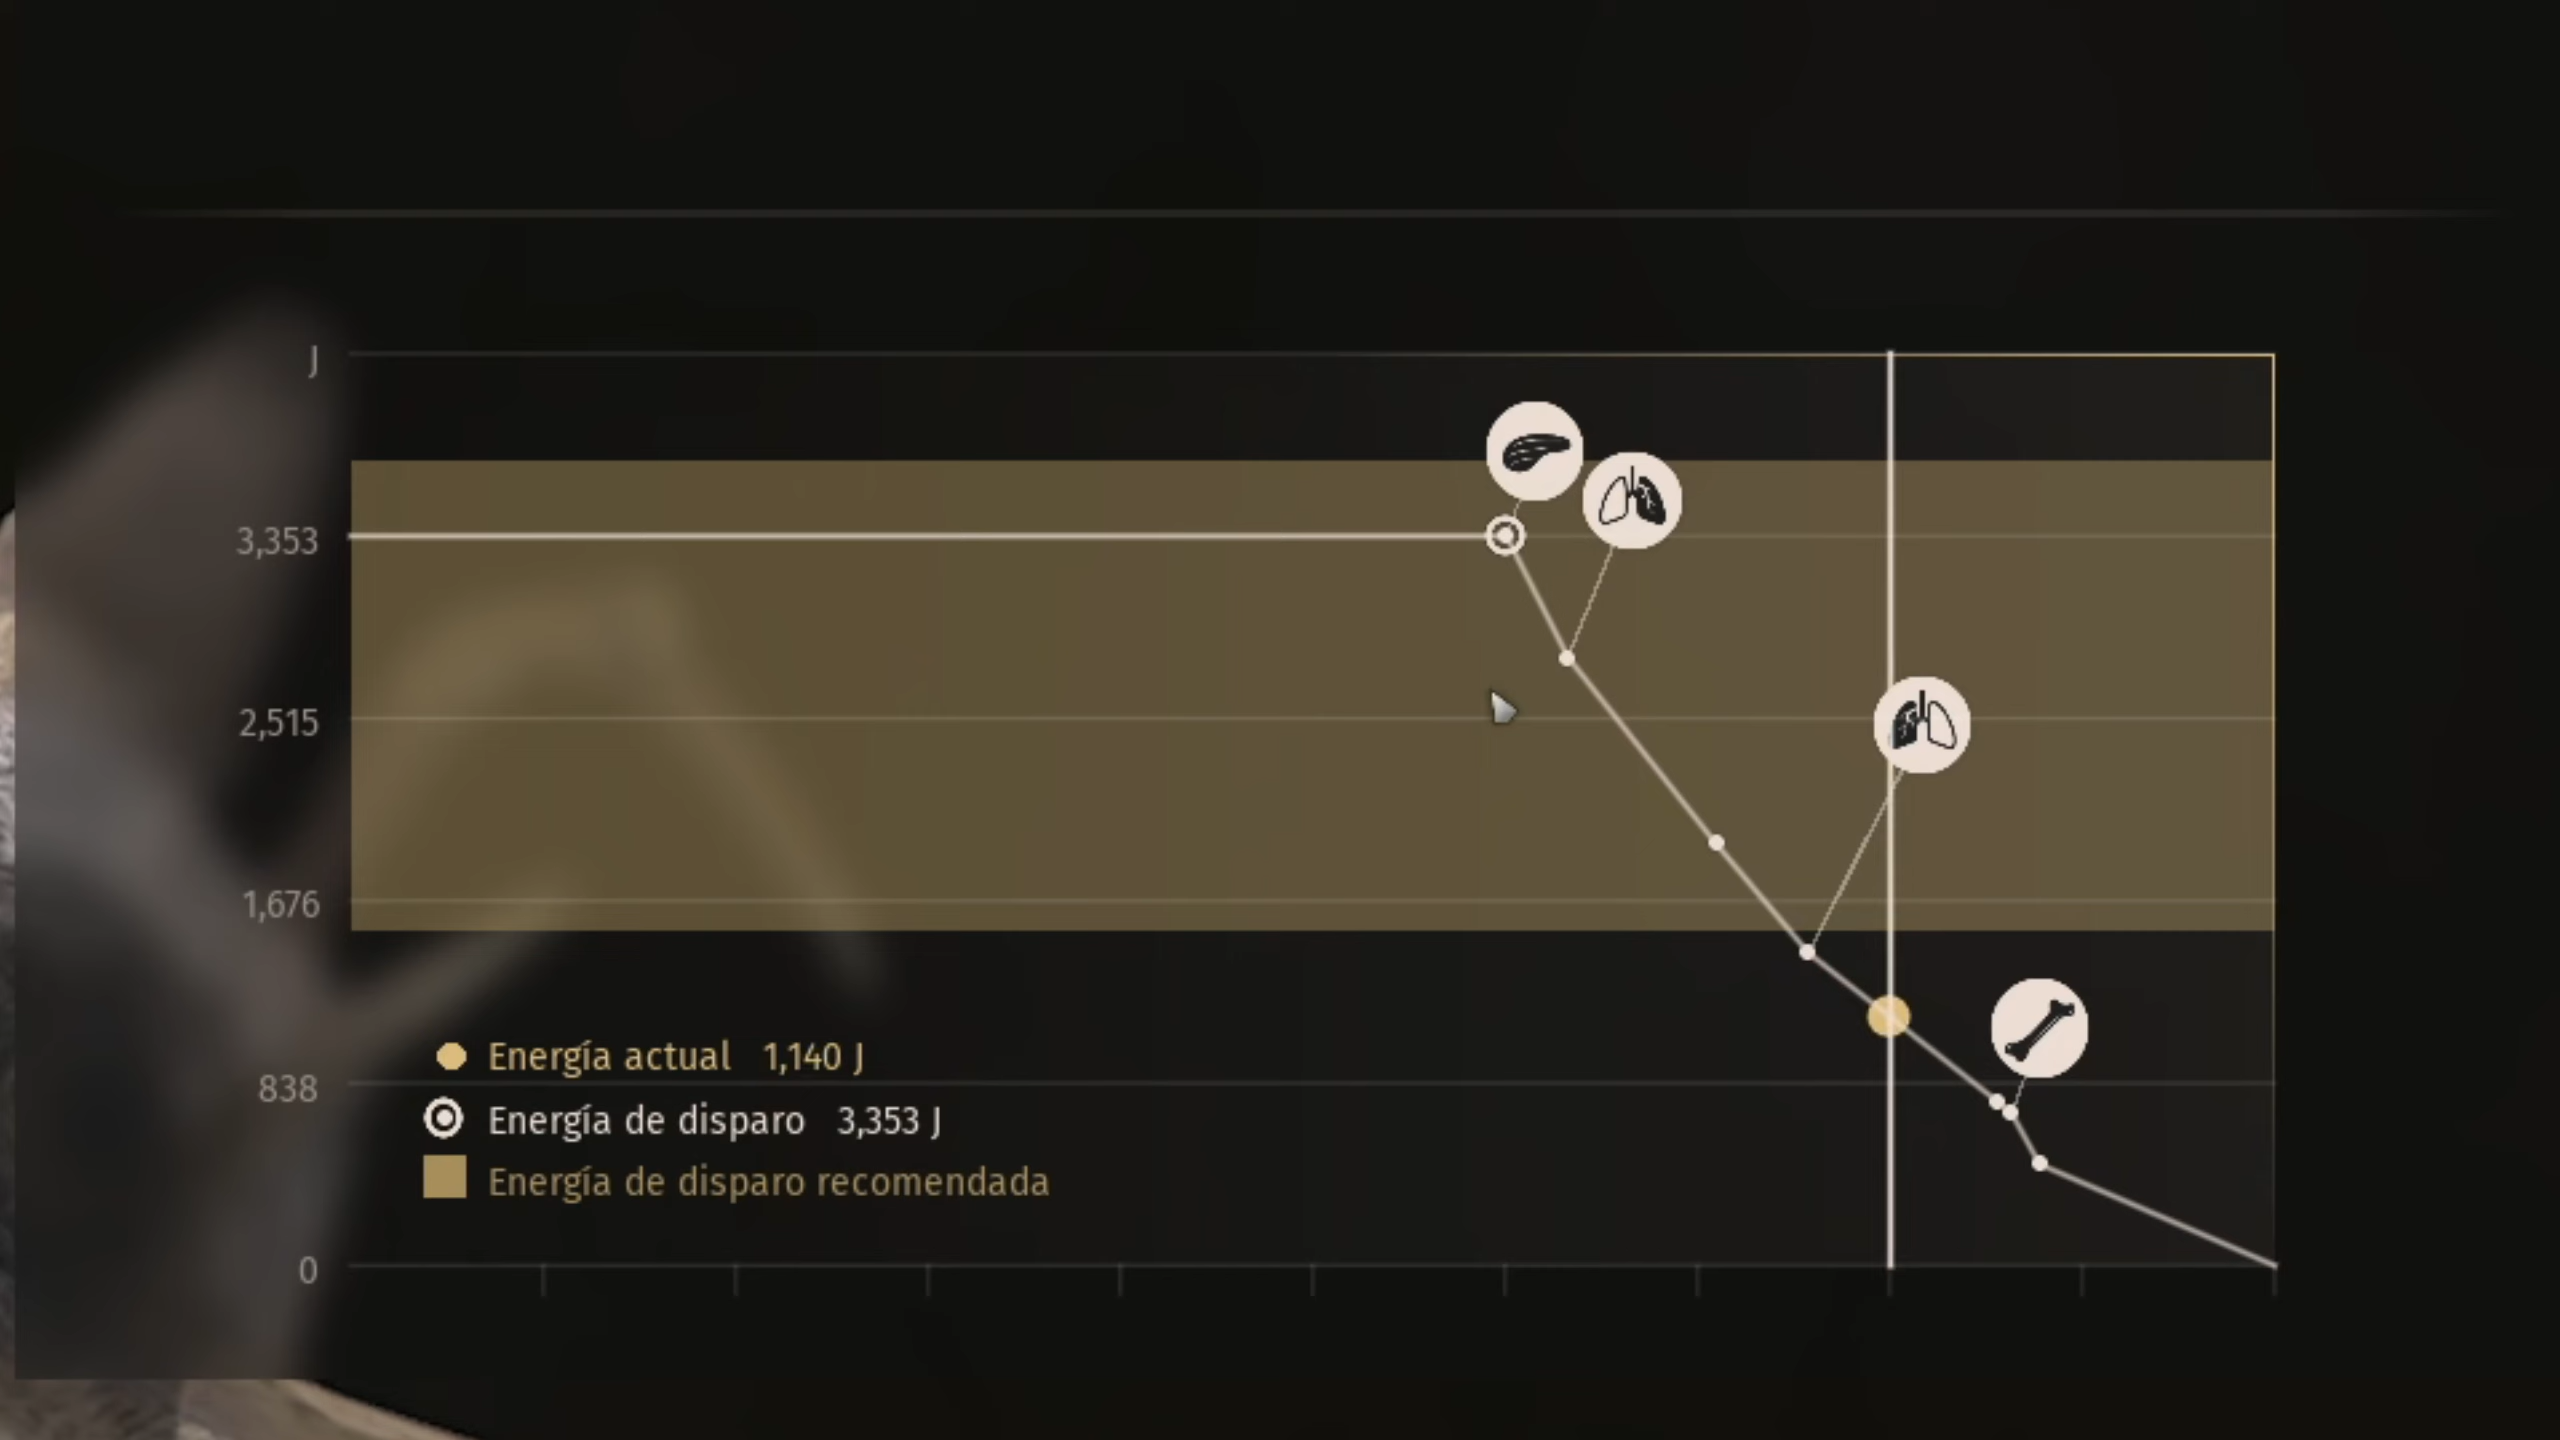 J
3,353
2,515
1,676
Energía actual 1,140 J
838
Energía de disparo 3,353 J
Energía de disparo recomendada
0